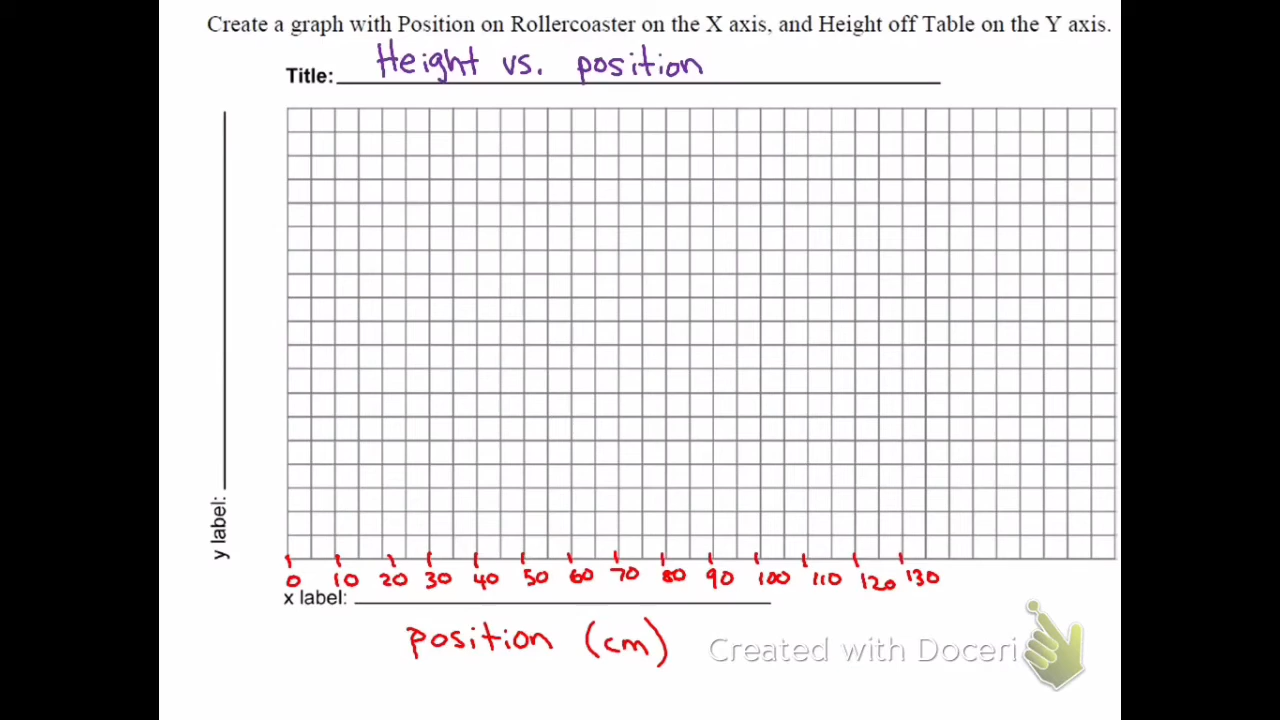 Create a graph with Position on Rollercoaster on the X axis, and Height off Table on the Y axis.
Title: Height vs. position
y label:
0 10 20 30 40 50 60 70 80 90 100 110 120 130
x label:
position (cm)
Created with Doceri